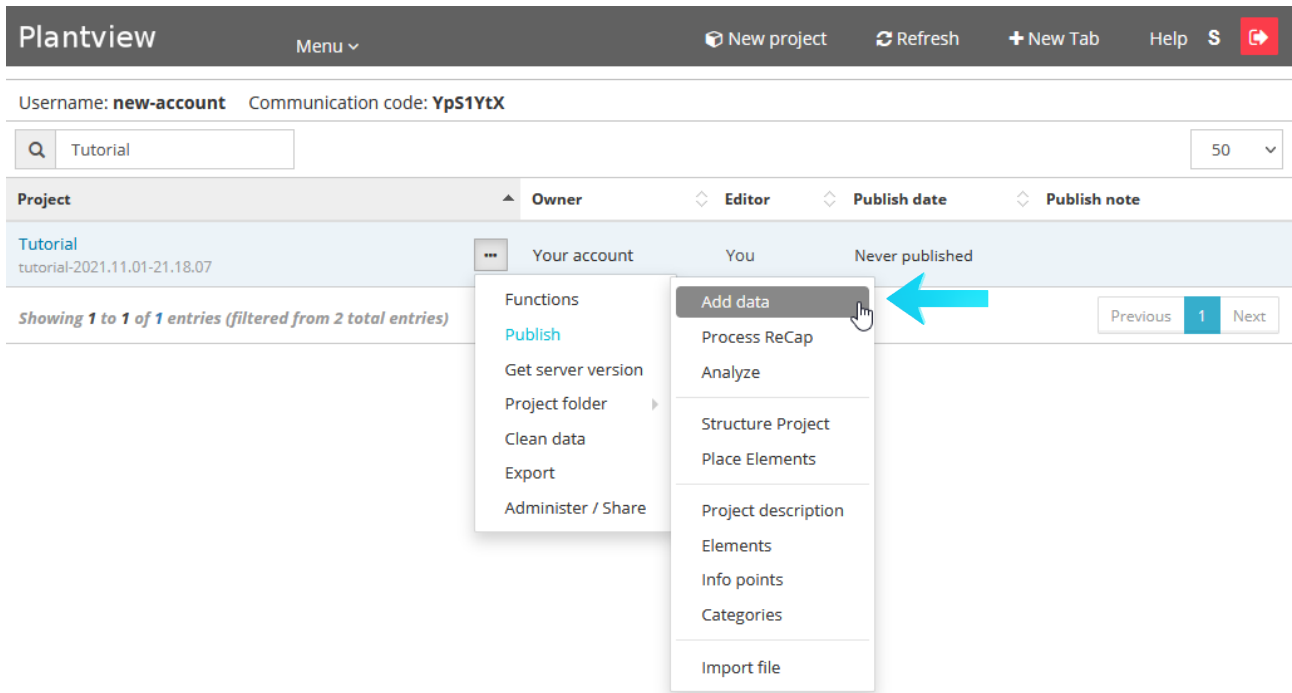 Plantview Menu New project Refresh New Tab Help S
Username: new-account Communication code: YpS1YtX
Tutorial 50
Project Owner Editor Publish date Publish note
Tutorial
tutorial-2021.11.01-21.18.07
... Your account You Never published
Showing 1 to 1 of 1 entries (filtered from 2 total entries)
Previous 1 Next
Functions
Publish
Get server version
Project folder
Clean data
Export
Administer / Share
Add data
Process ReCap
Analyze
Structure Project
Place Elements
Project description
Elements
Info points
Categories
Import file